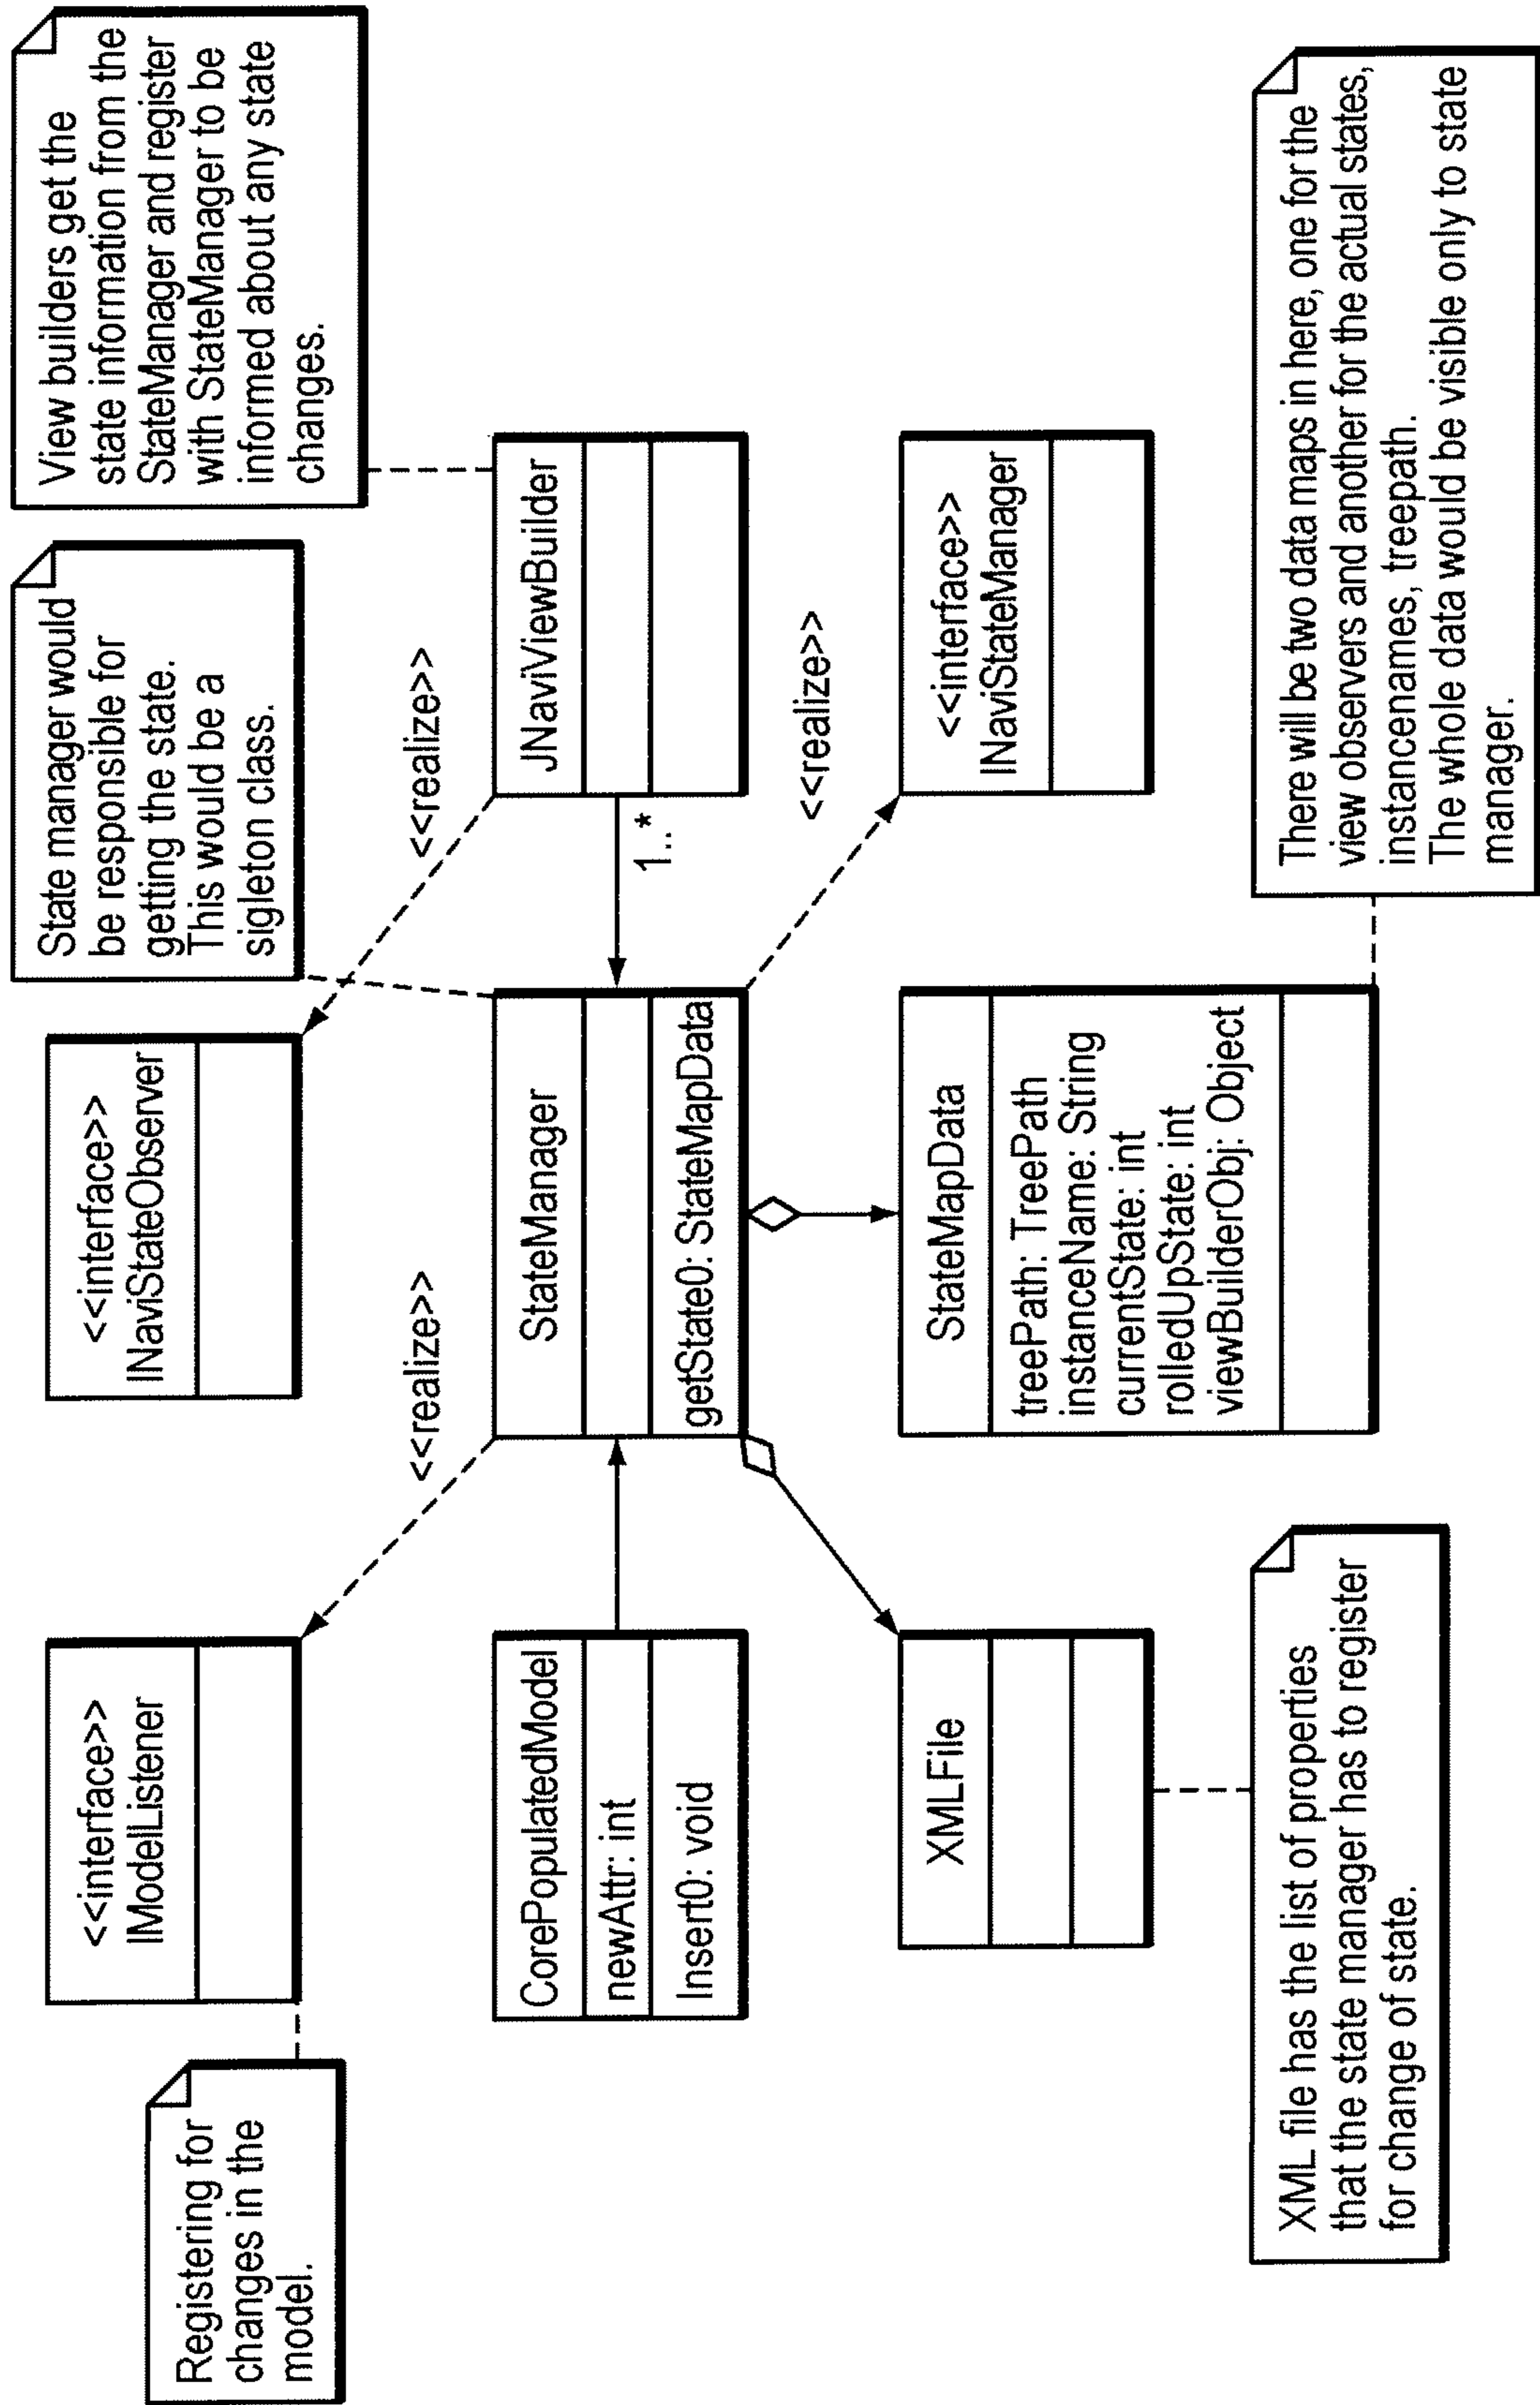 Registering for
changes in the
model.
<<interface>>
IModelListener
<<interface>>
INaviStateObserver
State manager would
be responsible for
getting the state.
This would be a
sigleton class.
View builders get the
state information from the
StateManager and register
with StateManager to be
informed about any state
changes.
<<realize>>
<<realize>>
CorePopulatedModel
newAttr: int
Insert0: void
StateManager
getState0: StateMapData
JNaviViewBuilder
1..*
<<realize>>
XMLFile
StateMapData
treePath: TreePath
instanceName: String
currentState: int
rolledUpState: int
viewBuilderObj: Object
<<interface>>
INaviStateManager
XML file has the list of properties
that the state manager has to register
for change of state.
There will be two data maps in here, one for the
view observers and another for the actual states,
instancenames, treepath.
The whole data would be visible only to state
manager.